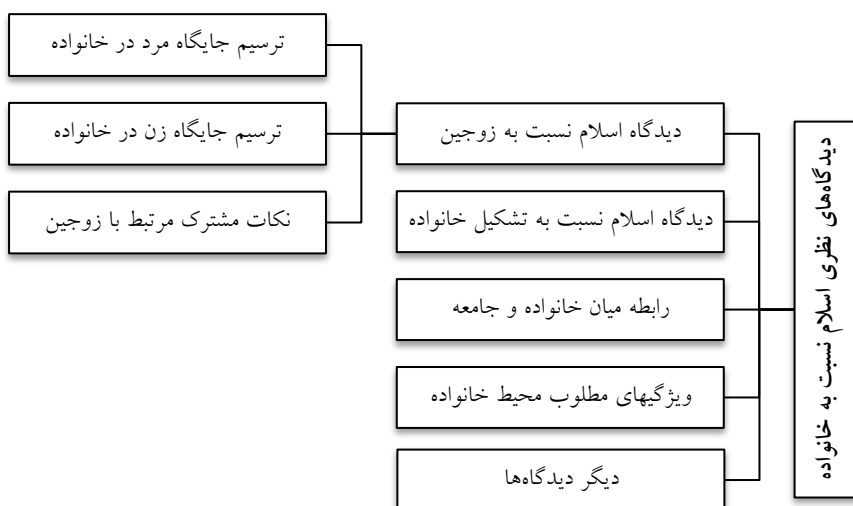 دیدگاه‌های نظری اسلام نسبت به خانواده
دیدگاه اسلام نسبت به زوجین
ترسیم جایگاه مرد در خانواده
ترسیم جایگاه زن در خانواده
نکات مشترک مرتبط با زوجین
دیدگاه اسلام نسبت به تشکیل خانواده
رابطه میان خانواده و جامعه
ویژگیهای مطلوب محیط خانواده
دیگر دیدگاه‌ها